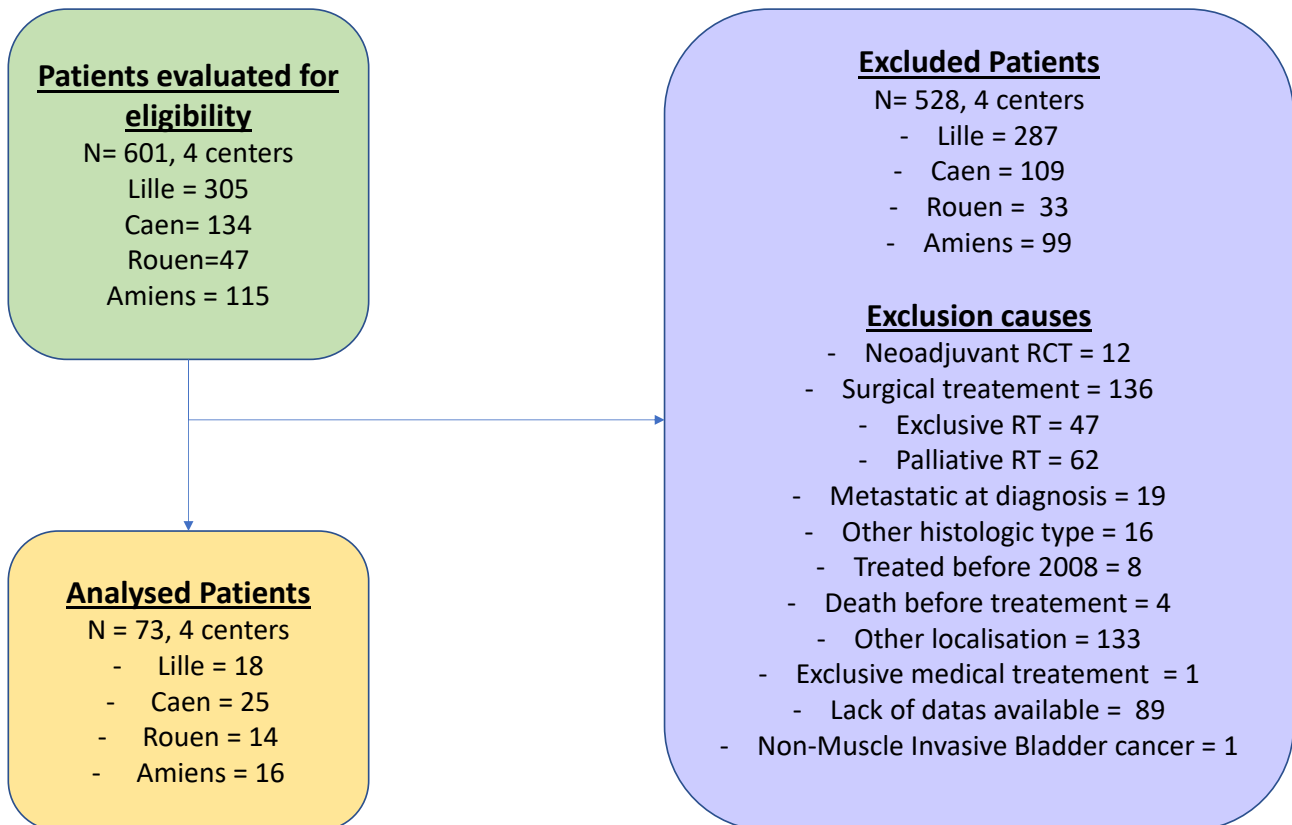 Patients evaluated for
eligibility
N= 601, 4 centers
Lille = 305
Caen= 134
Rouen=47
Amiens = 115
Excluded Patients
N= 528, 4 centers
- Lille = 287
- Caen = 109
- Rouen = 33
- Amiens = 99
Exclusion causes
- Neoadjuvant RCT = 12
- Surgical treatement = 136
- Exclusive RT = 47
- Palliative RT = 62
- Metastatic at diagnosis = 19
- Other histologic type = 16
- Treated before 2008 = 8
- Death before treatement = 4
- Other localisation = 133
- Exclusive medical treatement = 1
- Lack of datas available = 89
- Non-Muscle Invasive Bladder cancer = 1
Analysed Patients
N = 73, 4 centers
- Lille = 18
- Caen = 25
- Rouen = 14
- Amiens = 16